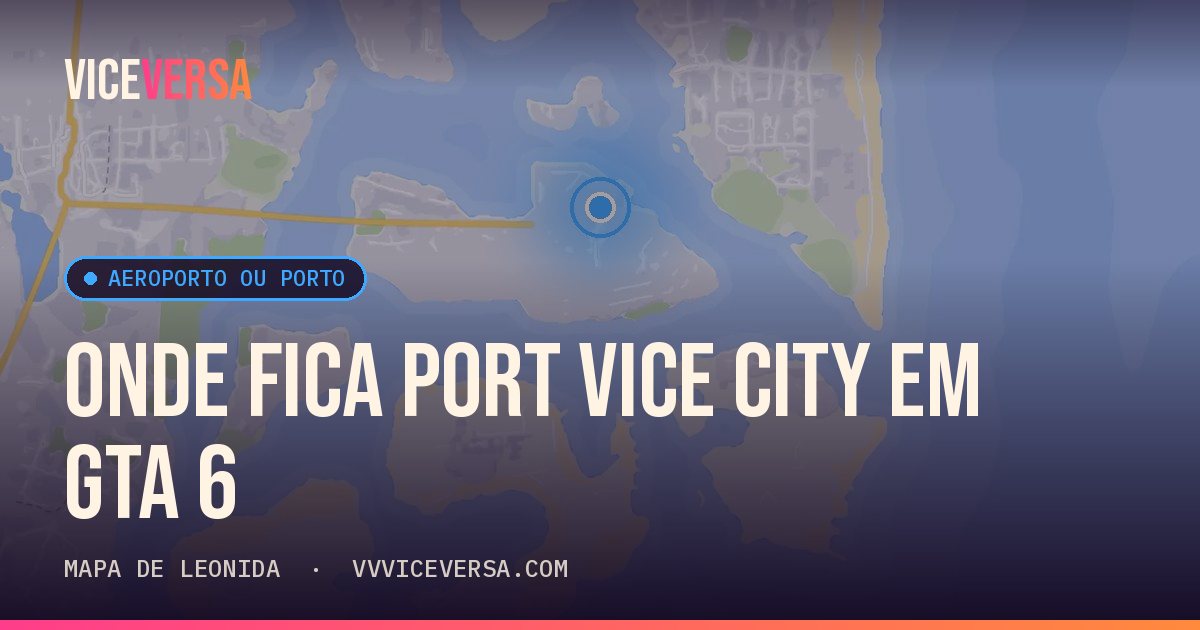 VICEVERSA
AEROPORTO OU PORTO
ONDE FICA PORT VICE CITY EM
GTA 6
MAPA DE LEONIDA · VVVICEVERSA.COM